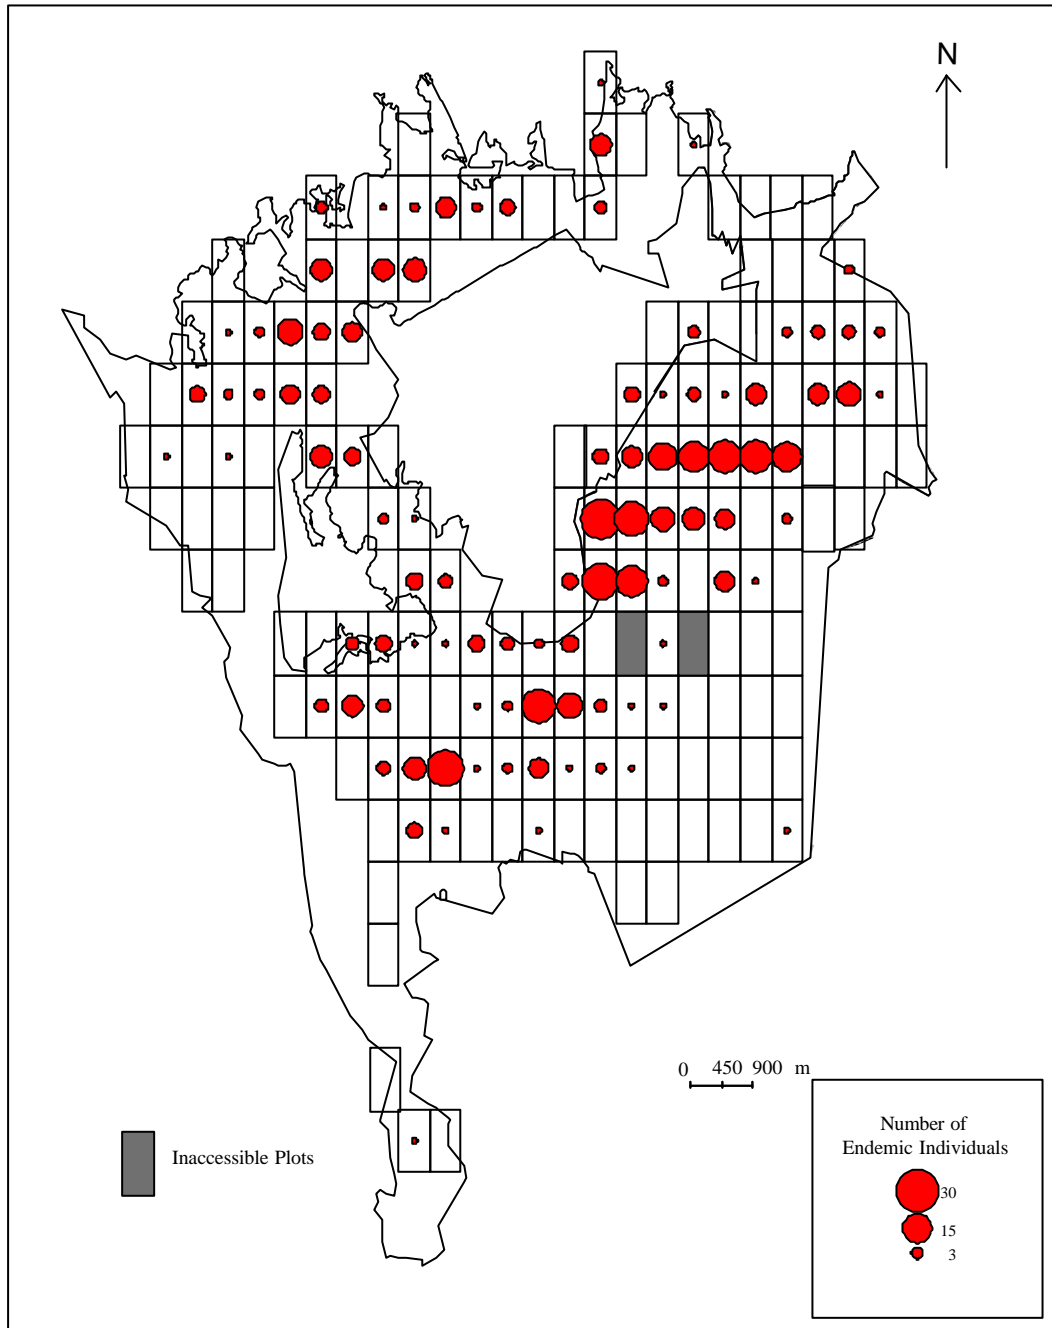 N
0 450 900 m
Number of
Endemic Individuals
30
15
3
Inaccessible Plots